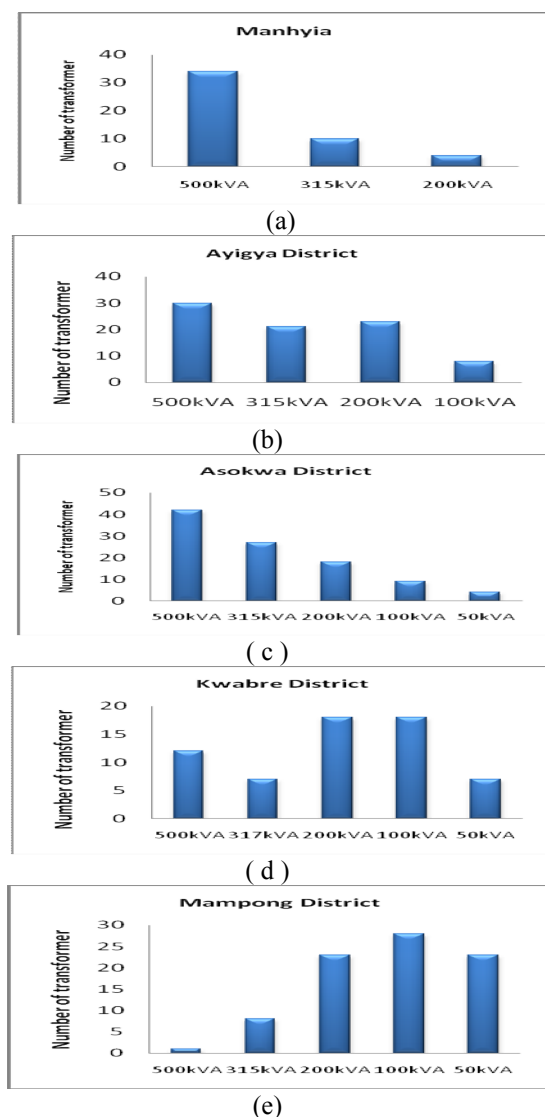 Manhyia
Number of transformer
40
30
20
10
0
500kVA 315kVA 200kVA
(a)
Ayigya District
Number of transformer
40
30
20
10
0
500kVA 315kVA 200kVA 100kVA
(b)
Asokwa District
Number of transformer
50
40
30
20
10
0
500kVA 315kVA 200kVA 100kVA 50kVA
( c )
Kwabre District
Number of transformer
20
15
10
5
0
500kVA 317kVA 200kVA 100kVA 50kVA
( d )
Mampong District
Number of transformer
30
25
20
15
10
5
0
500kVA 315kVA 200kVA 100kVA 50kVA
(e)